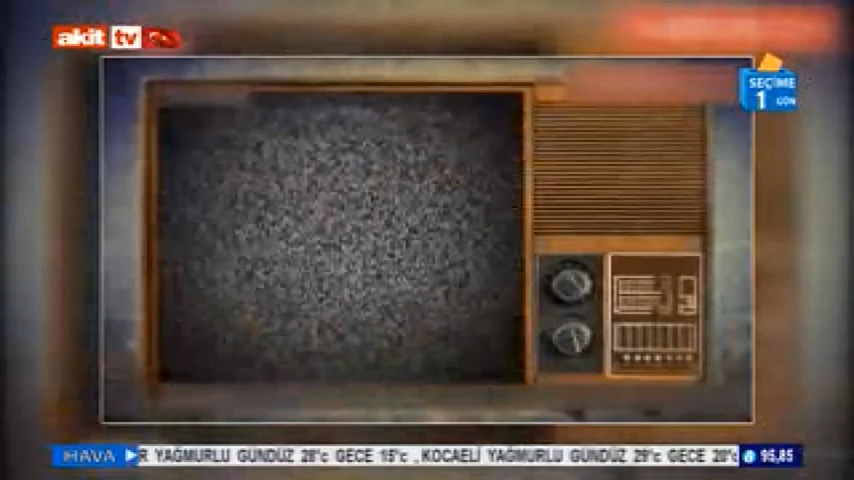 akit tv
SEÇİME
1 GÜN
HAVA R YAĞMURLU GÜNDÜZ 28°c GECE 15°c , KOCAELİ YAĞMURLU GÜNDÜZ 29°c GECE 20°c 95,85